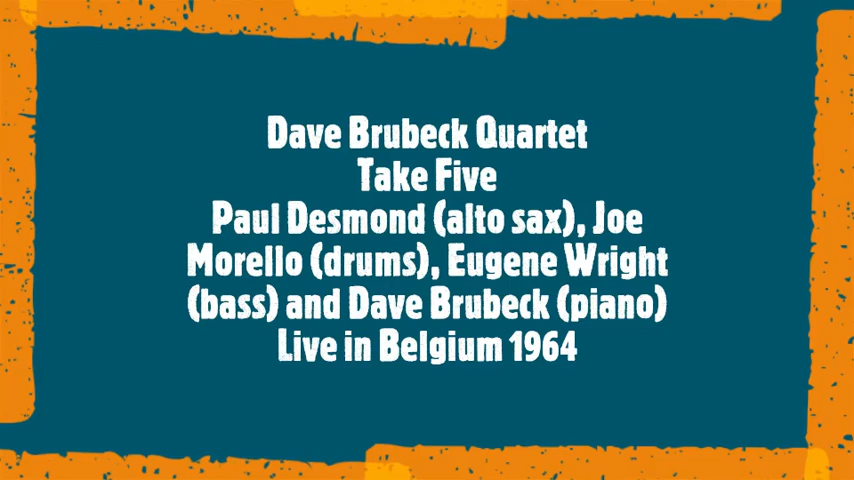 Dave Brubeck Quartet
Take Five
Paul Desmond (alto sax), Joe
Morello (drums), Eugene Wright
(bass) and Dave Brubeck (piano)
Live in Belgium 1964